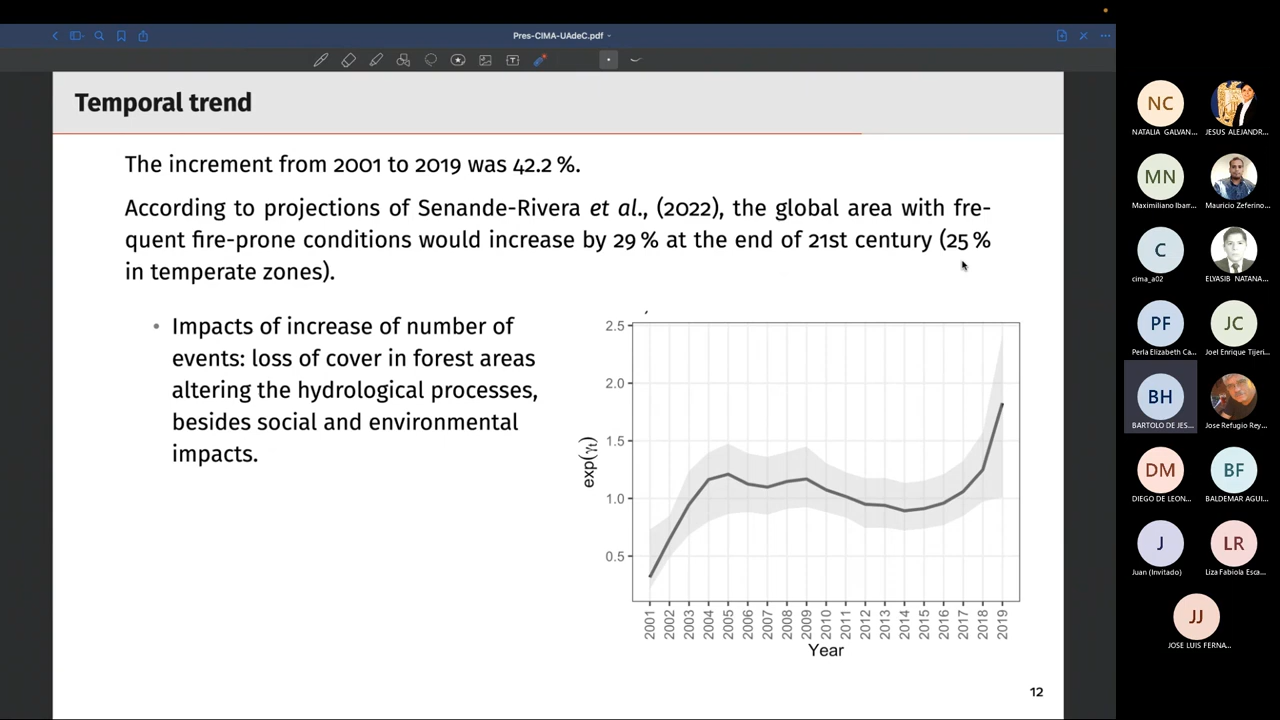 Pres-CIMA-UAdeC.pdf
Temporal trend
The increment from 2001 to 2019 was 42.2 %.
According to projections of Senande-Rivera et al., (2022), the global area with fre-
quent fire-prone conditions would increase by 29 % at the end of 21st century (25 %
in temperate zones).
• Impacts of increase of number of
events: loss of cover in forest areas
altering the hydrological processes,
besides social and environmental
impacts.
2.5
2.0
1.5
1.0
0.5
exp(γt)
2001 2002 2003 2004 2005 2006 2007 2008 2009 2010 2011 2012 2013 2014 2015 2016 2017 2018 2019
Year
12
NC
NATALIA GALVAN...
JESUS ALEJANDR...
MN
Maximiliano Ibarr...
Mauricio Zeferino...
C
cima_a02
ELYASIB NATANA...
PF JC
Perla Elizabeth Ca... Joel Enrique Tijeri...
BH
BARTOLO DE JES... Jose Refugio Rey...
DM BF
DIEGO DE LEON... BALDEMAR AGUI...
J LR
Juan (Invitado) Liza Fabiola Esca...
JJ
JOSE LUIS FERNA...